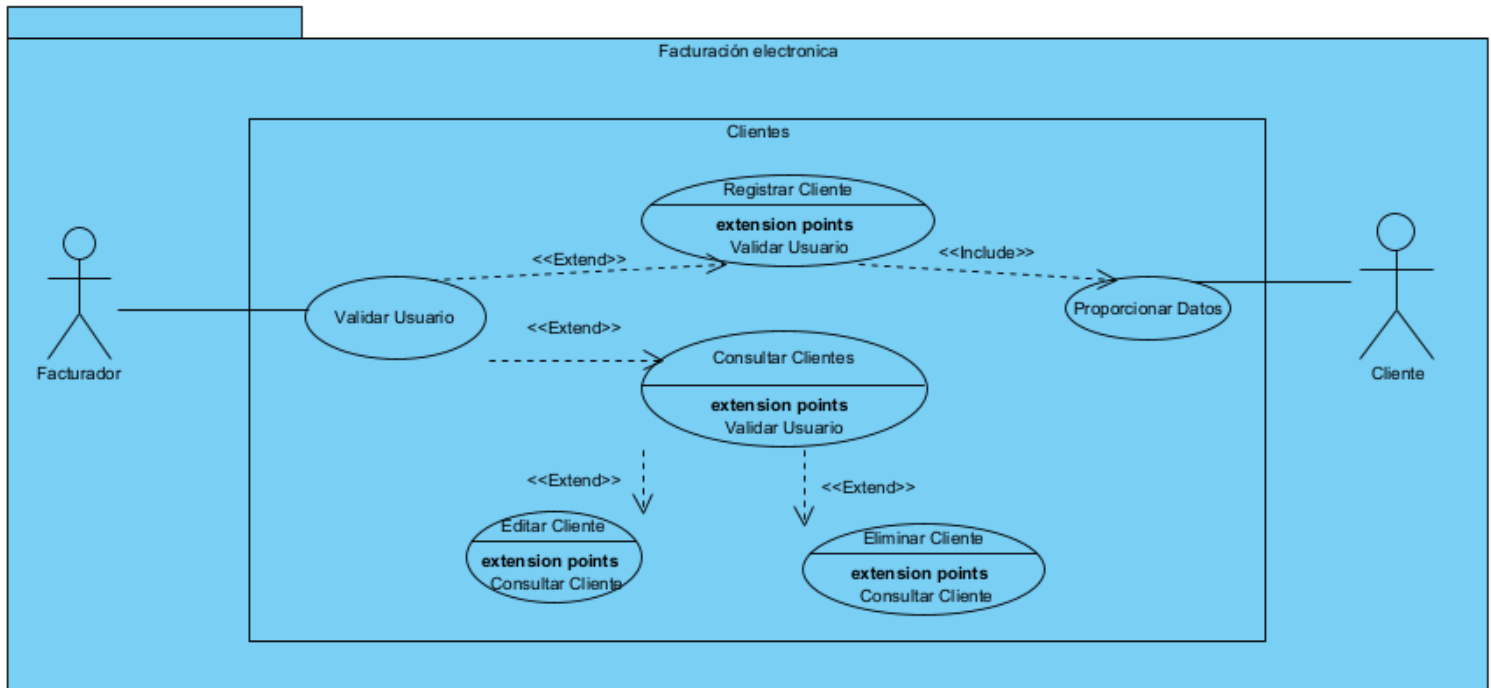 Facturación electronica
Clientes
Registrar Cliente
extension points
Validar Usuario
<<Extend>>
<<Include>>
Validar Usuario
Proporcionar Datos
<<Extend>>
Consultar Clientes
extension points
Validar Usuario
Facturador
Cliente
<<Extend>>
<<Extend>>
Editar Cliente
extension points
Consultar Cliente
Eliminar Cliente
extension points
Consultar Cliente